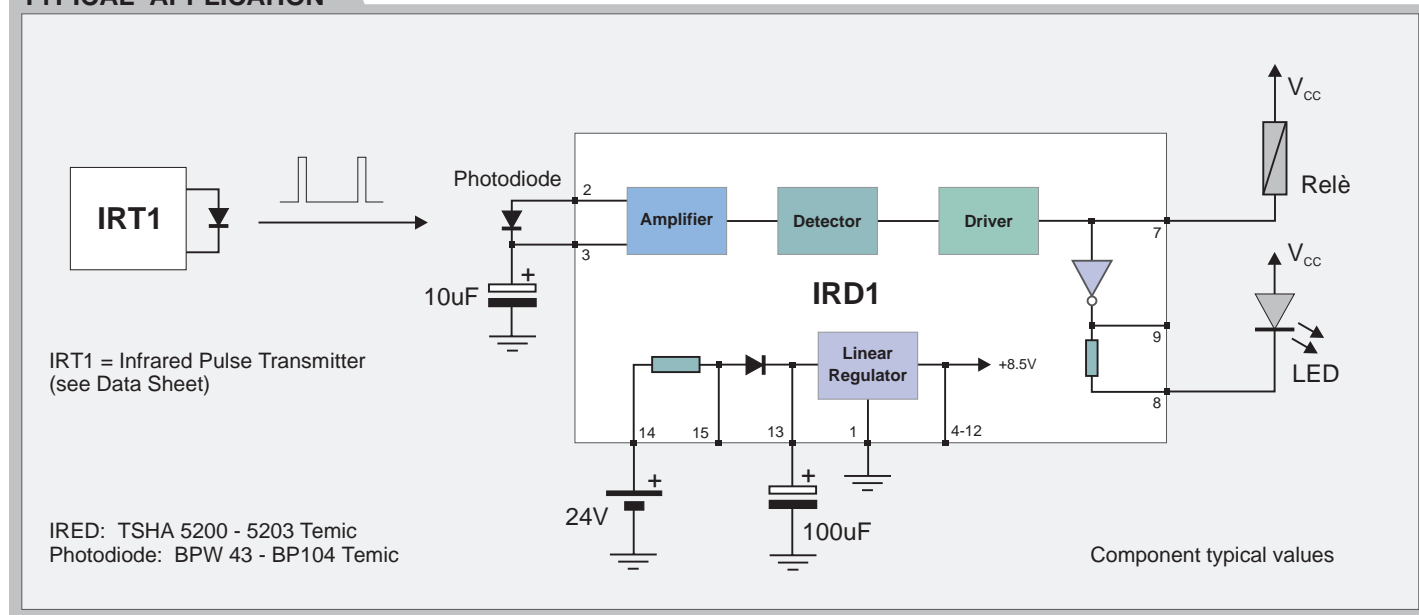 TYPICAL APPLICATION
V
CC
Relè
Photodiode
2
IRT1
Amplifier
Detector
Driver
7
3
+
10uF
IRD1
V
CC
9
IRT1 = Infrared Pulse Transmitter
(see Data Sheet)
Linear
Regulator
+8.5V
LED
8
14
15
13
1
4-12
+
+
24V
100uF
IRED: TSHA 5200 - 5203 Temic
Photodiode: BPW 43 - BP104 Temic
Component typical values